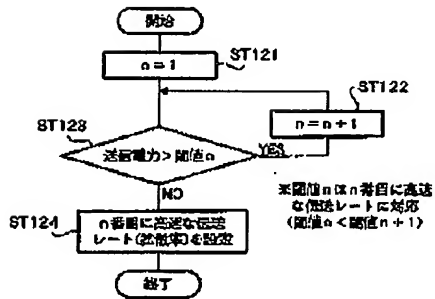 開始
ST121
n=1
ST122
n=n+1
ST123
送信電力>閾値n
YES
NO
※閾値nはn番目に高速
な伝送レートに対応
(閾値n<閾値n+1)
ST124
n番目に高速な伝送
レート(拡散率)を設定
終了